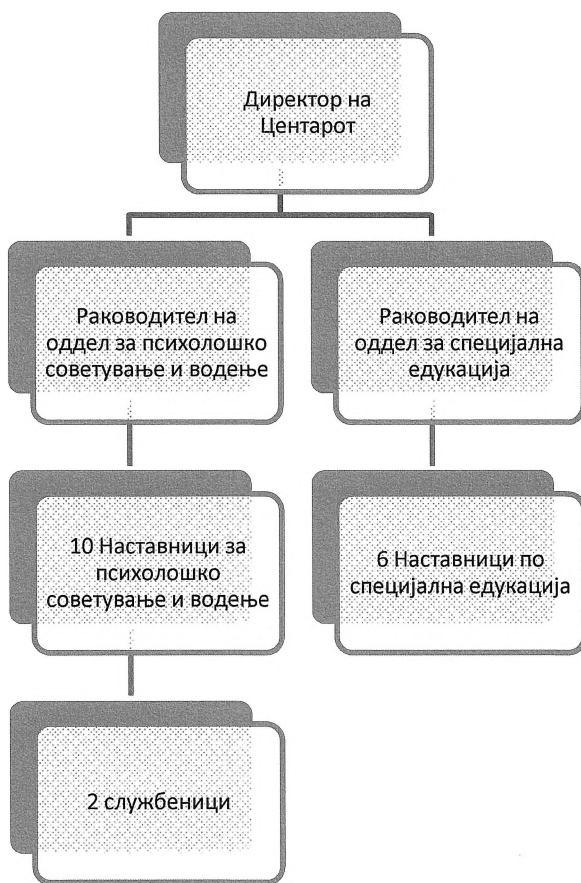 Директор на
Центарот
Раководител на
оддел за психолошко
советување и водење
Раководител на
оддел за специјална
едукација
10 Наставници за
психолошко
советување и водење
6 Наставници по
специјална едукација
2 службеници